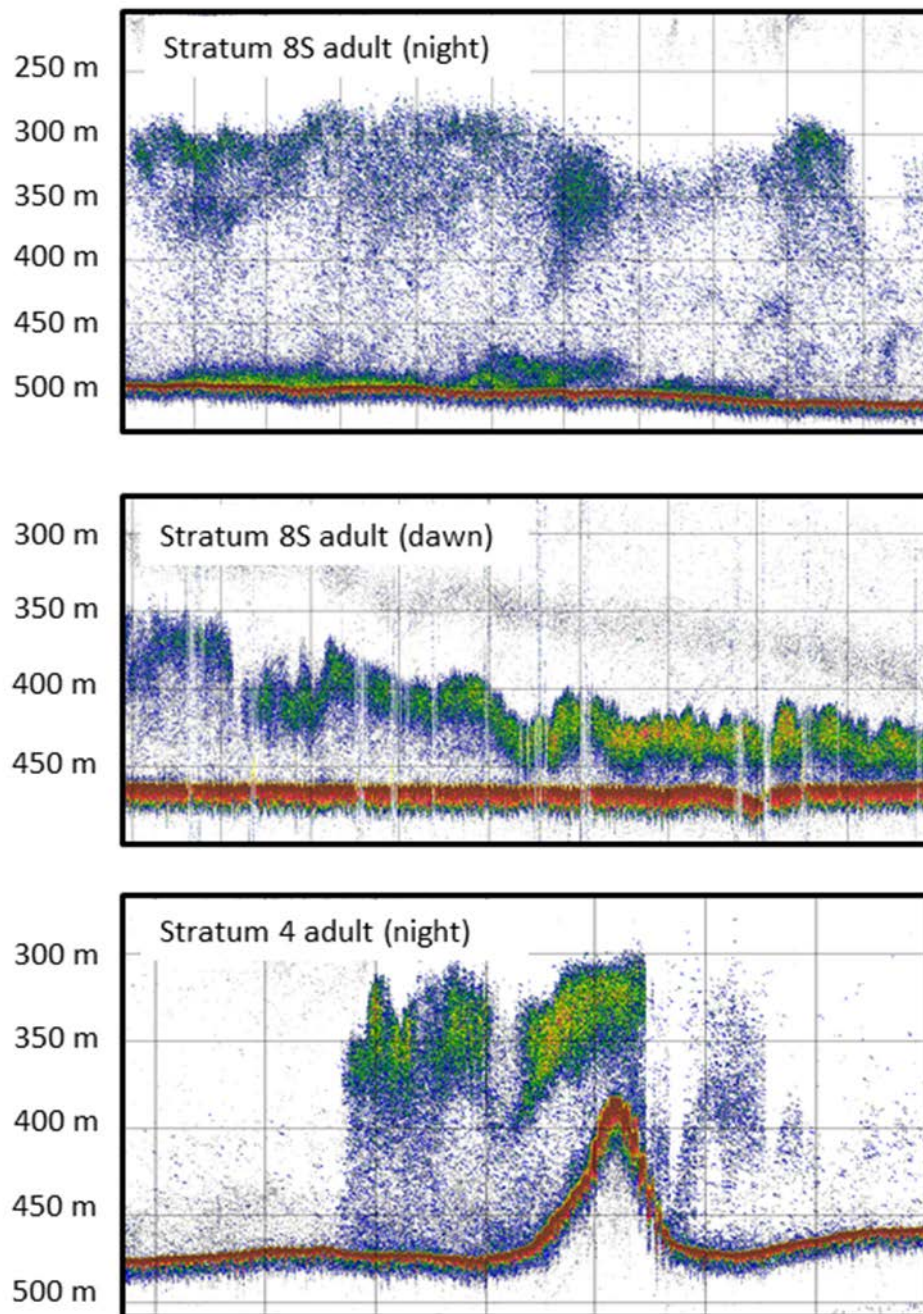 Stratum 8S adult (night)
250 m
300 m
350 m
400 m
450 m
500 m
Stratum 8S adult (dawn)
300 m
350 m
400 m
450 m
Stratum 4 adult (night)
300 m
350 m
400 m
450 m
500 m